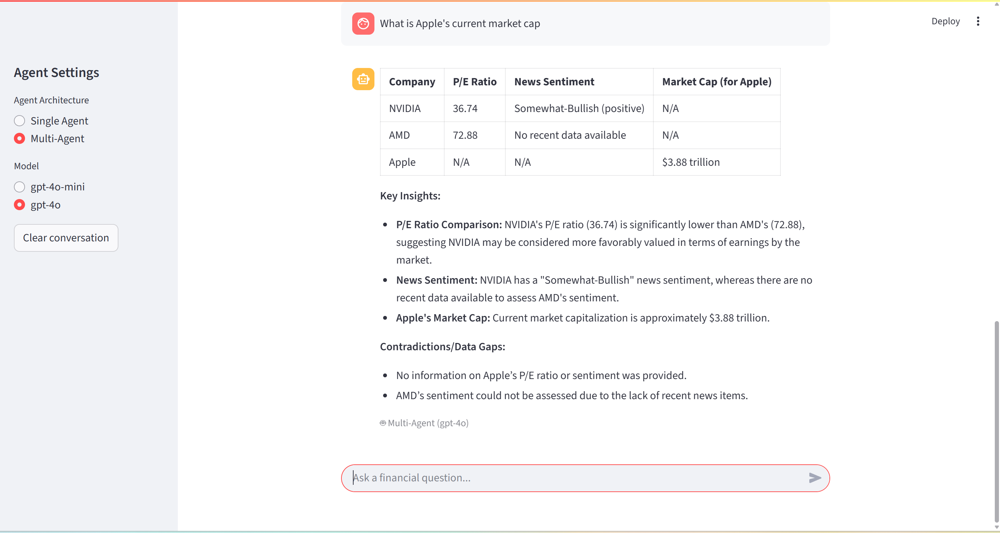 Deploy
What is Apple's current market cap
Agent Settings
Agent Architecture
Single Agent
Multi-Agent
Model
gpt-4o-mini
gpt-4o
Clear conversation
Company P/E Ratio News Sentiment Market Cap (for Apple)
NVIDIA 36.74 Somewhat-Bullish (positive) N/A
AMD 72.88 No recent data available N/A
Apple N/A N/A $3.88 trillion
Key Insights:
• P/E Ratio Comparison: NVIDIA's P/E ratio (36.74) is significantly lower than AMD's (72.88),
suggesting NVIDIA may be considered more favorably valued in terms of earnings by the
market.
• News Sentiment: NVIDIA has a "Somewhat-Bullish" news sentiment, whereas there are no
recent data available to assess AMD's sentiment.
• Apple's Market Cap: Current market capitalization is approximately $3.88 trillion.
Contradictions/Data Gaps:
• No information on Apple’s P/E ratio or sentiment was provided.
• AMD’s sentiment could not be assessed due to the lack of recent news items.
Multi-Agent (gpt-4o)
Ask a financial question...